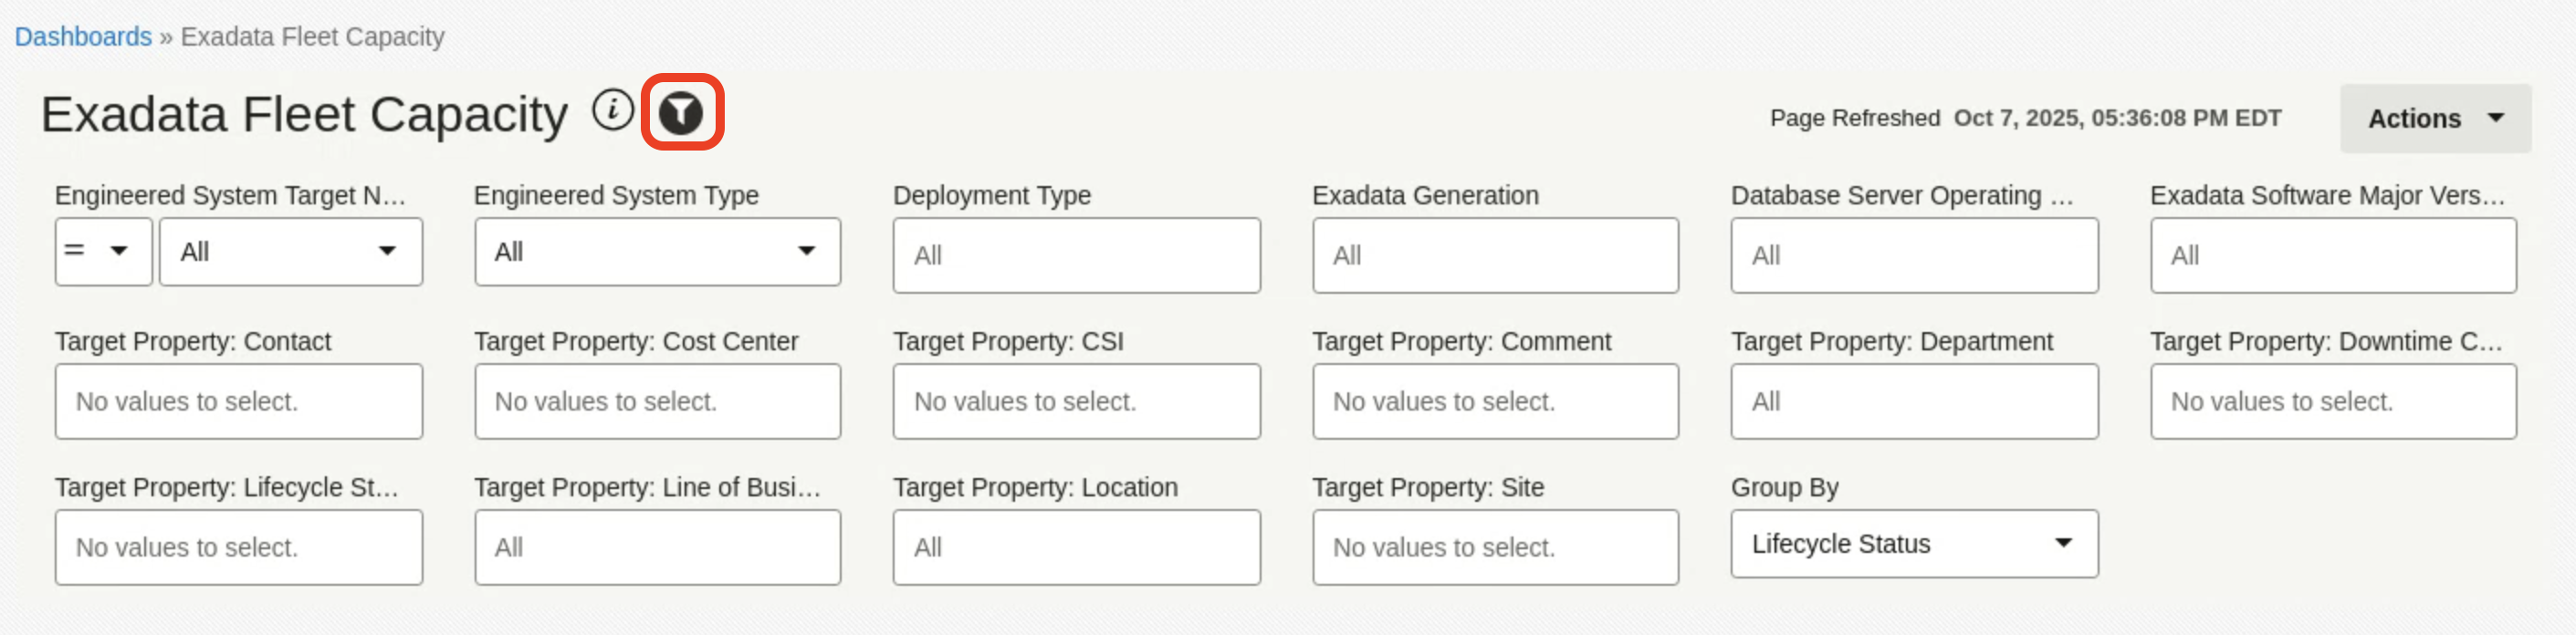 Dashboards » Exadata Fleet Capacity
Exadata Fleet Capacity i
Page Refreshed Oct 7, 2025, 05:36:08 PM EDT
Actions
Engineered System Target N... Engineered System Type Deployment Type Exadata Generation Database Server Operating ... Exadata Software Major Vers...
= All All All All All All
Target Property: Contact Target Property: Cost Center Target Property: CSI Target Property: Comment Target Property: Department Target Property: Downtime C...
No values to select. No values to select. No values to select. No values to select. All No values to select.
Target Property: Lifecycle St... Target Property: Line of Busi... Target Property: Location Target Property: Site Group By
No values to select. All All No values to select. Lifecycle Status